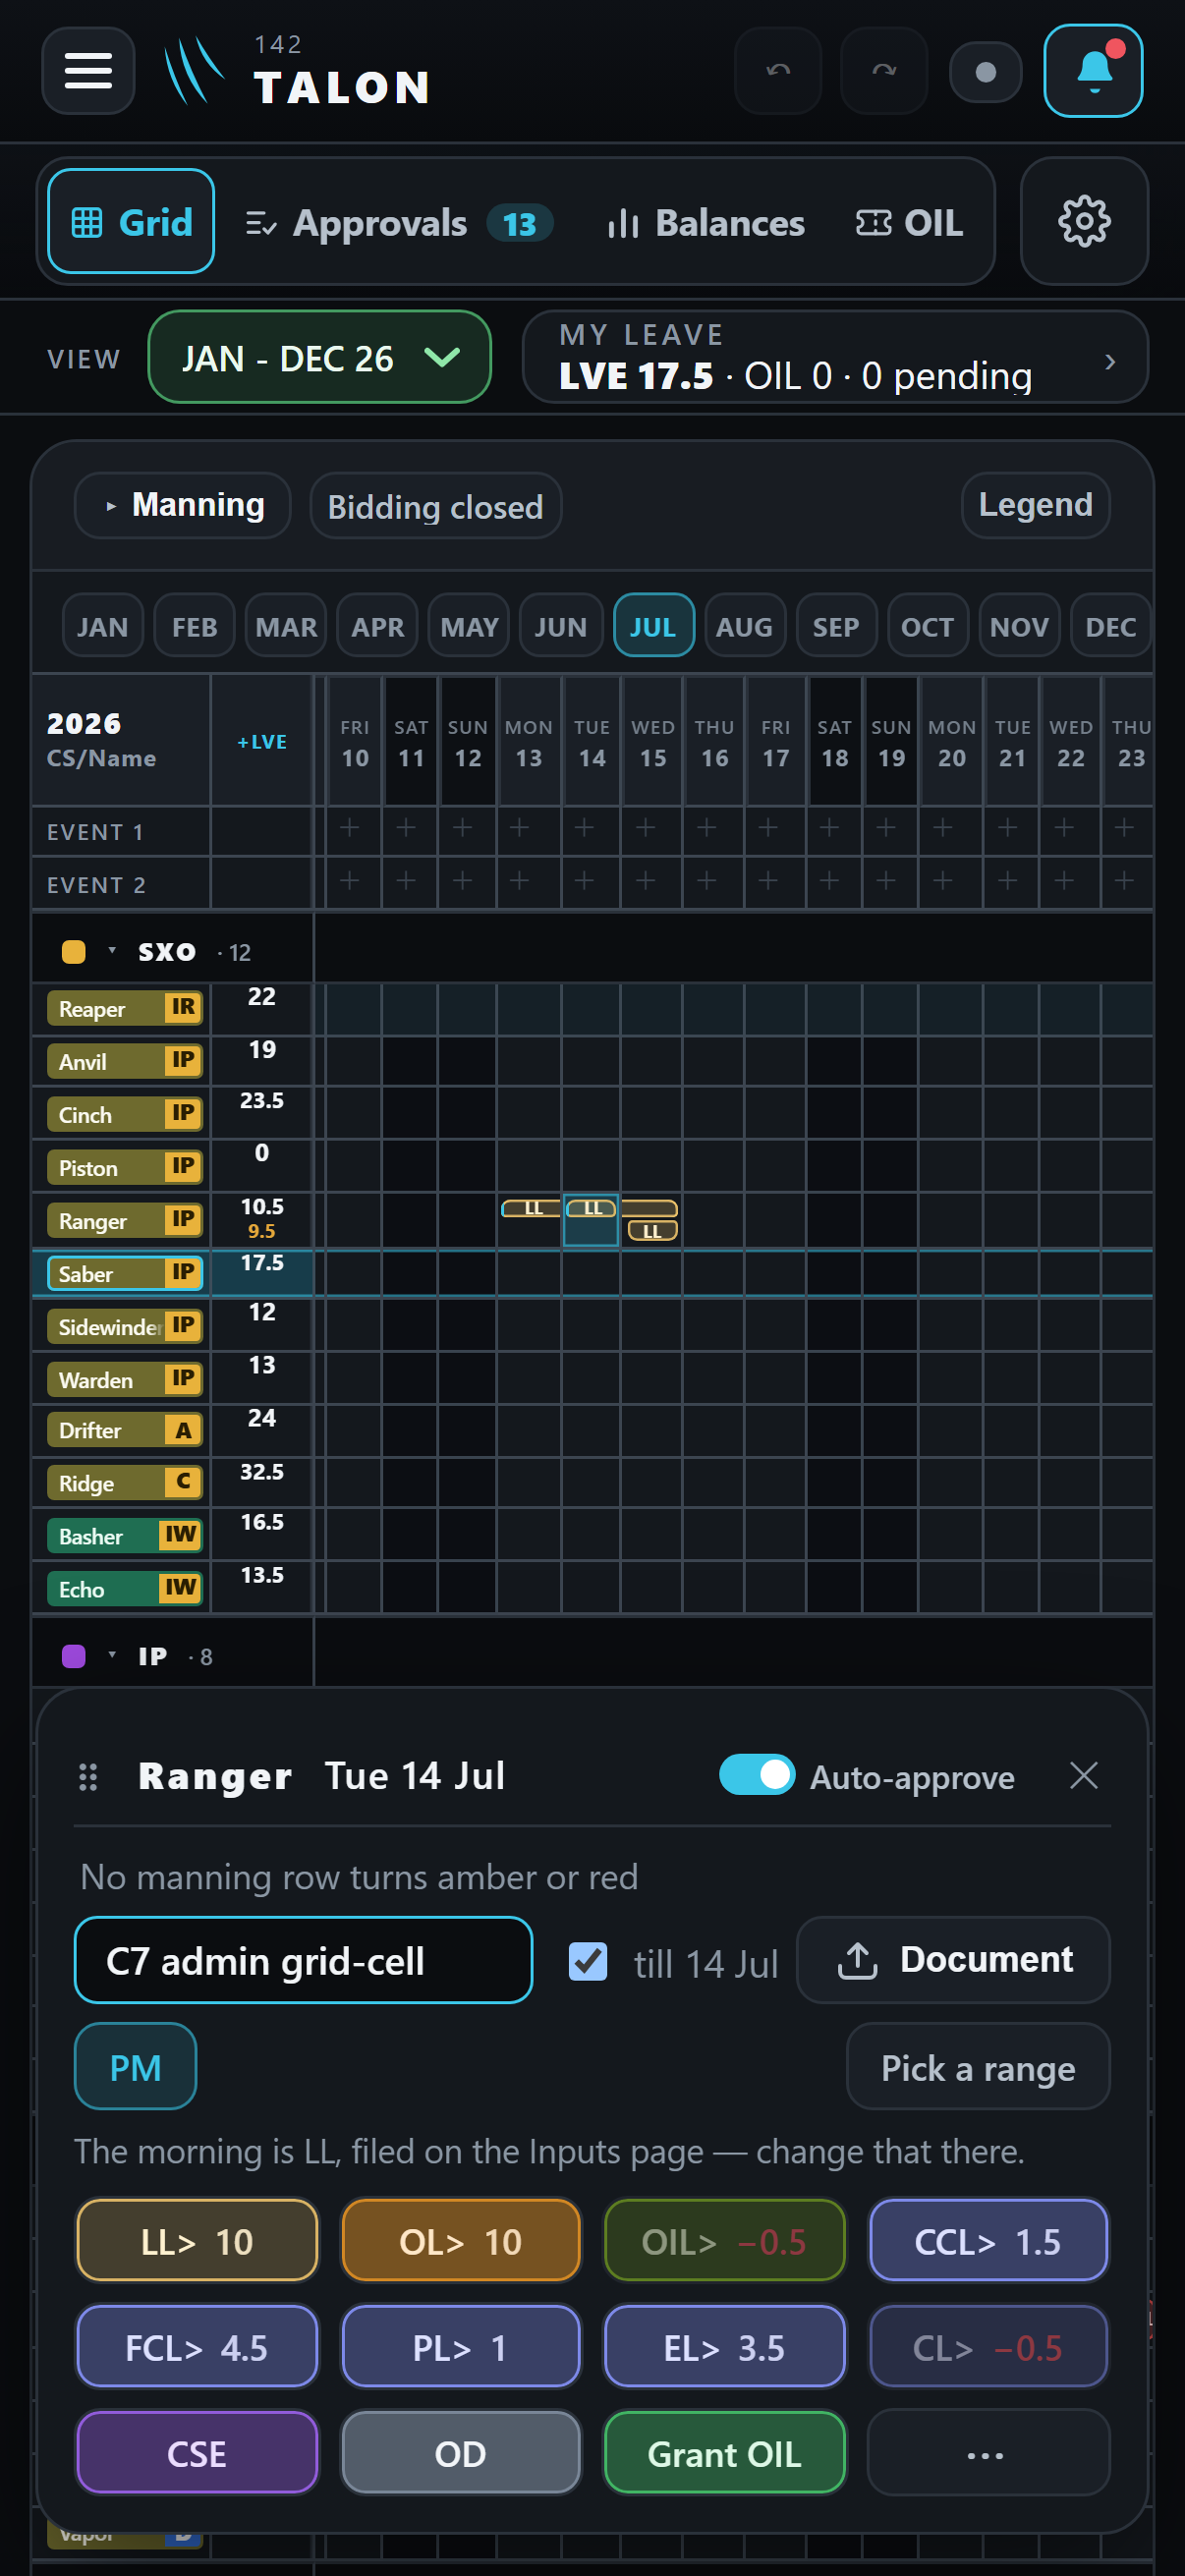 142
TALON
Grid
Approvals 13
Balances
OIL
VIEW
JAN - DEC 26
MY LEAVE
LVE 17.5 · OIL 0 · 0 pending
Manning
Bidding closed
Legend
JAN FEB MAR APR MAY JUN JUL AUG SEP OCT NOV DEC
2026
CS/Name
+LVE
FRI SAT SUN MON TUE WED THU FRI SAT SUN MON TUE WED THU
10 11 12 13 14 15 16 17 18 19 20 21 22 23
EVENT 1
EVENT 2
SXO · 12
Reaper IR 22
Anvil IP 19
Cinch IP 23.5
Piston IP 0
Ranger IP 10.5 LL LL
9.5 LL
Saber IP 17.5
Sidewinder IP 12
Warden IP 13
Drifter A 24
Ridge C 32.5
Basher IW 16.5
Echo IW 13.5
IP · 8
Ranger Tue 14 Jul
Auto-approve
No manning row turns amber or red
C7 admin grid-cell
till 14 Jul
Document
PM
Pick a range
The morning is LL, filed on the Inputs page — change that there.
LL> 10
OL> 10
OIL> −0.5
CCL> 1.5
FCL> 4.5
PL> 1
EL> 3.5
CL> −0.5
CSE
OD
Grant OIL
...
Vapor